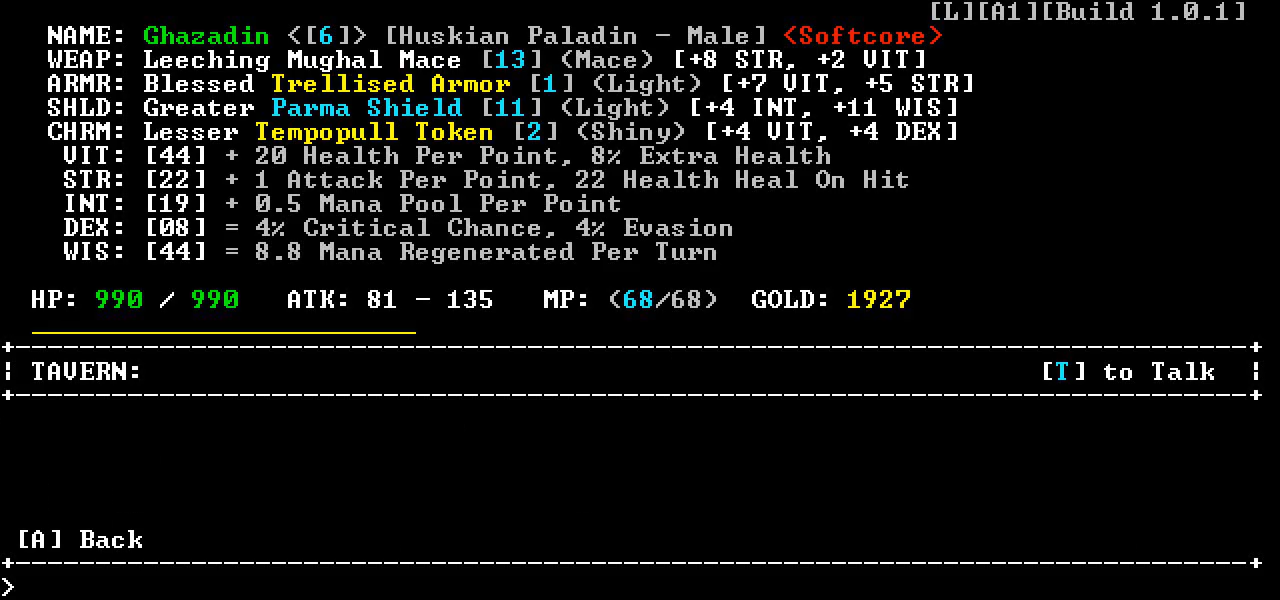 [L][A1][Build 1.0.1]
NAME: Ghazadin <[6]> [Huskian Paladin - Male] <Softcore>
WEAP: Leeching Mughal Mace [13] (Mace) [+8 STR, +2 VIT]
ARMR: Blessed Trellised Armor [1] (Light) [+7 VIT, +5 STR]
SHLD: Greater Parma Shield [11] (Light) [+4 INT, +11 WIS]
CHRM: Lesser Tempopull Token [2] (Shiny) [+4 VIT, +4 DEX]
VIT: [44] + 20 Health Per Point, 8% Extra Health
STR: [22] + 1 Attack Per Point, 22 Health Heal On Hit
INT: [19] + 0.5 Mana Pool Per Point
DEX: [08] = 4% Critical Chance, 4% Evasion
WIS: [44] = 8.8 Mana Regenerated Per Turn
HP: 990 / 990 ATK: 81 - 135 MP: (68/68) GOLD: 1927
TAVERN: [T] to Talk
[A] Back
>